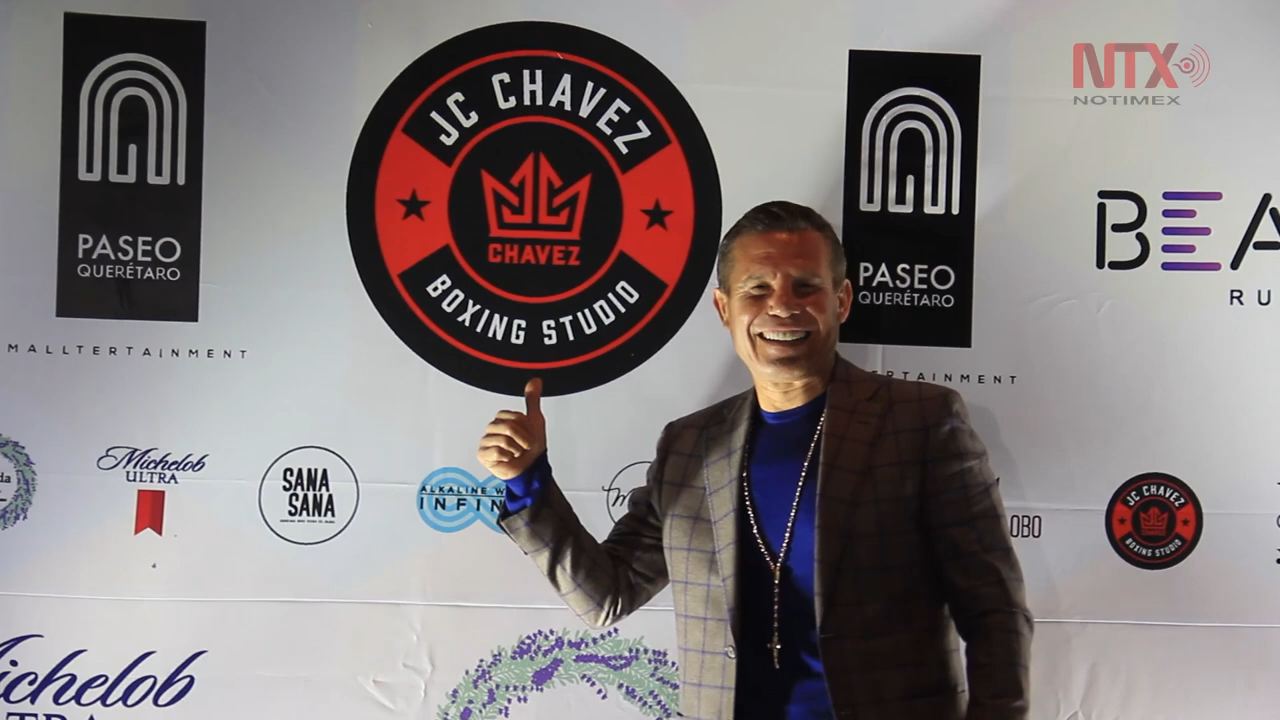 NTX
NOTIMEX
PASEO
QUERÉTARO
MALLTERTAINMENT
JC CHAVEZ
CHAVEZ
BOXING STUDIO
PASEO
QUERÉTARO
ERTAINMENT
BEA
RU
Michelob
ULTRA
SANA
SANA
ALKALINE W
INFIN
OBO
JC CHAVEZ
BOXING STUDIO
ichelob